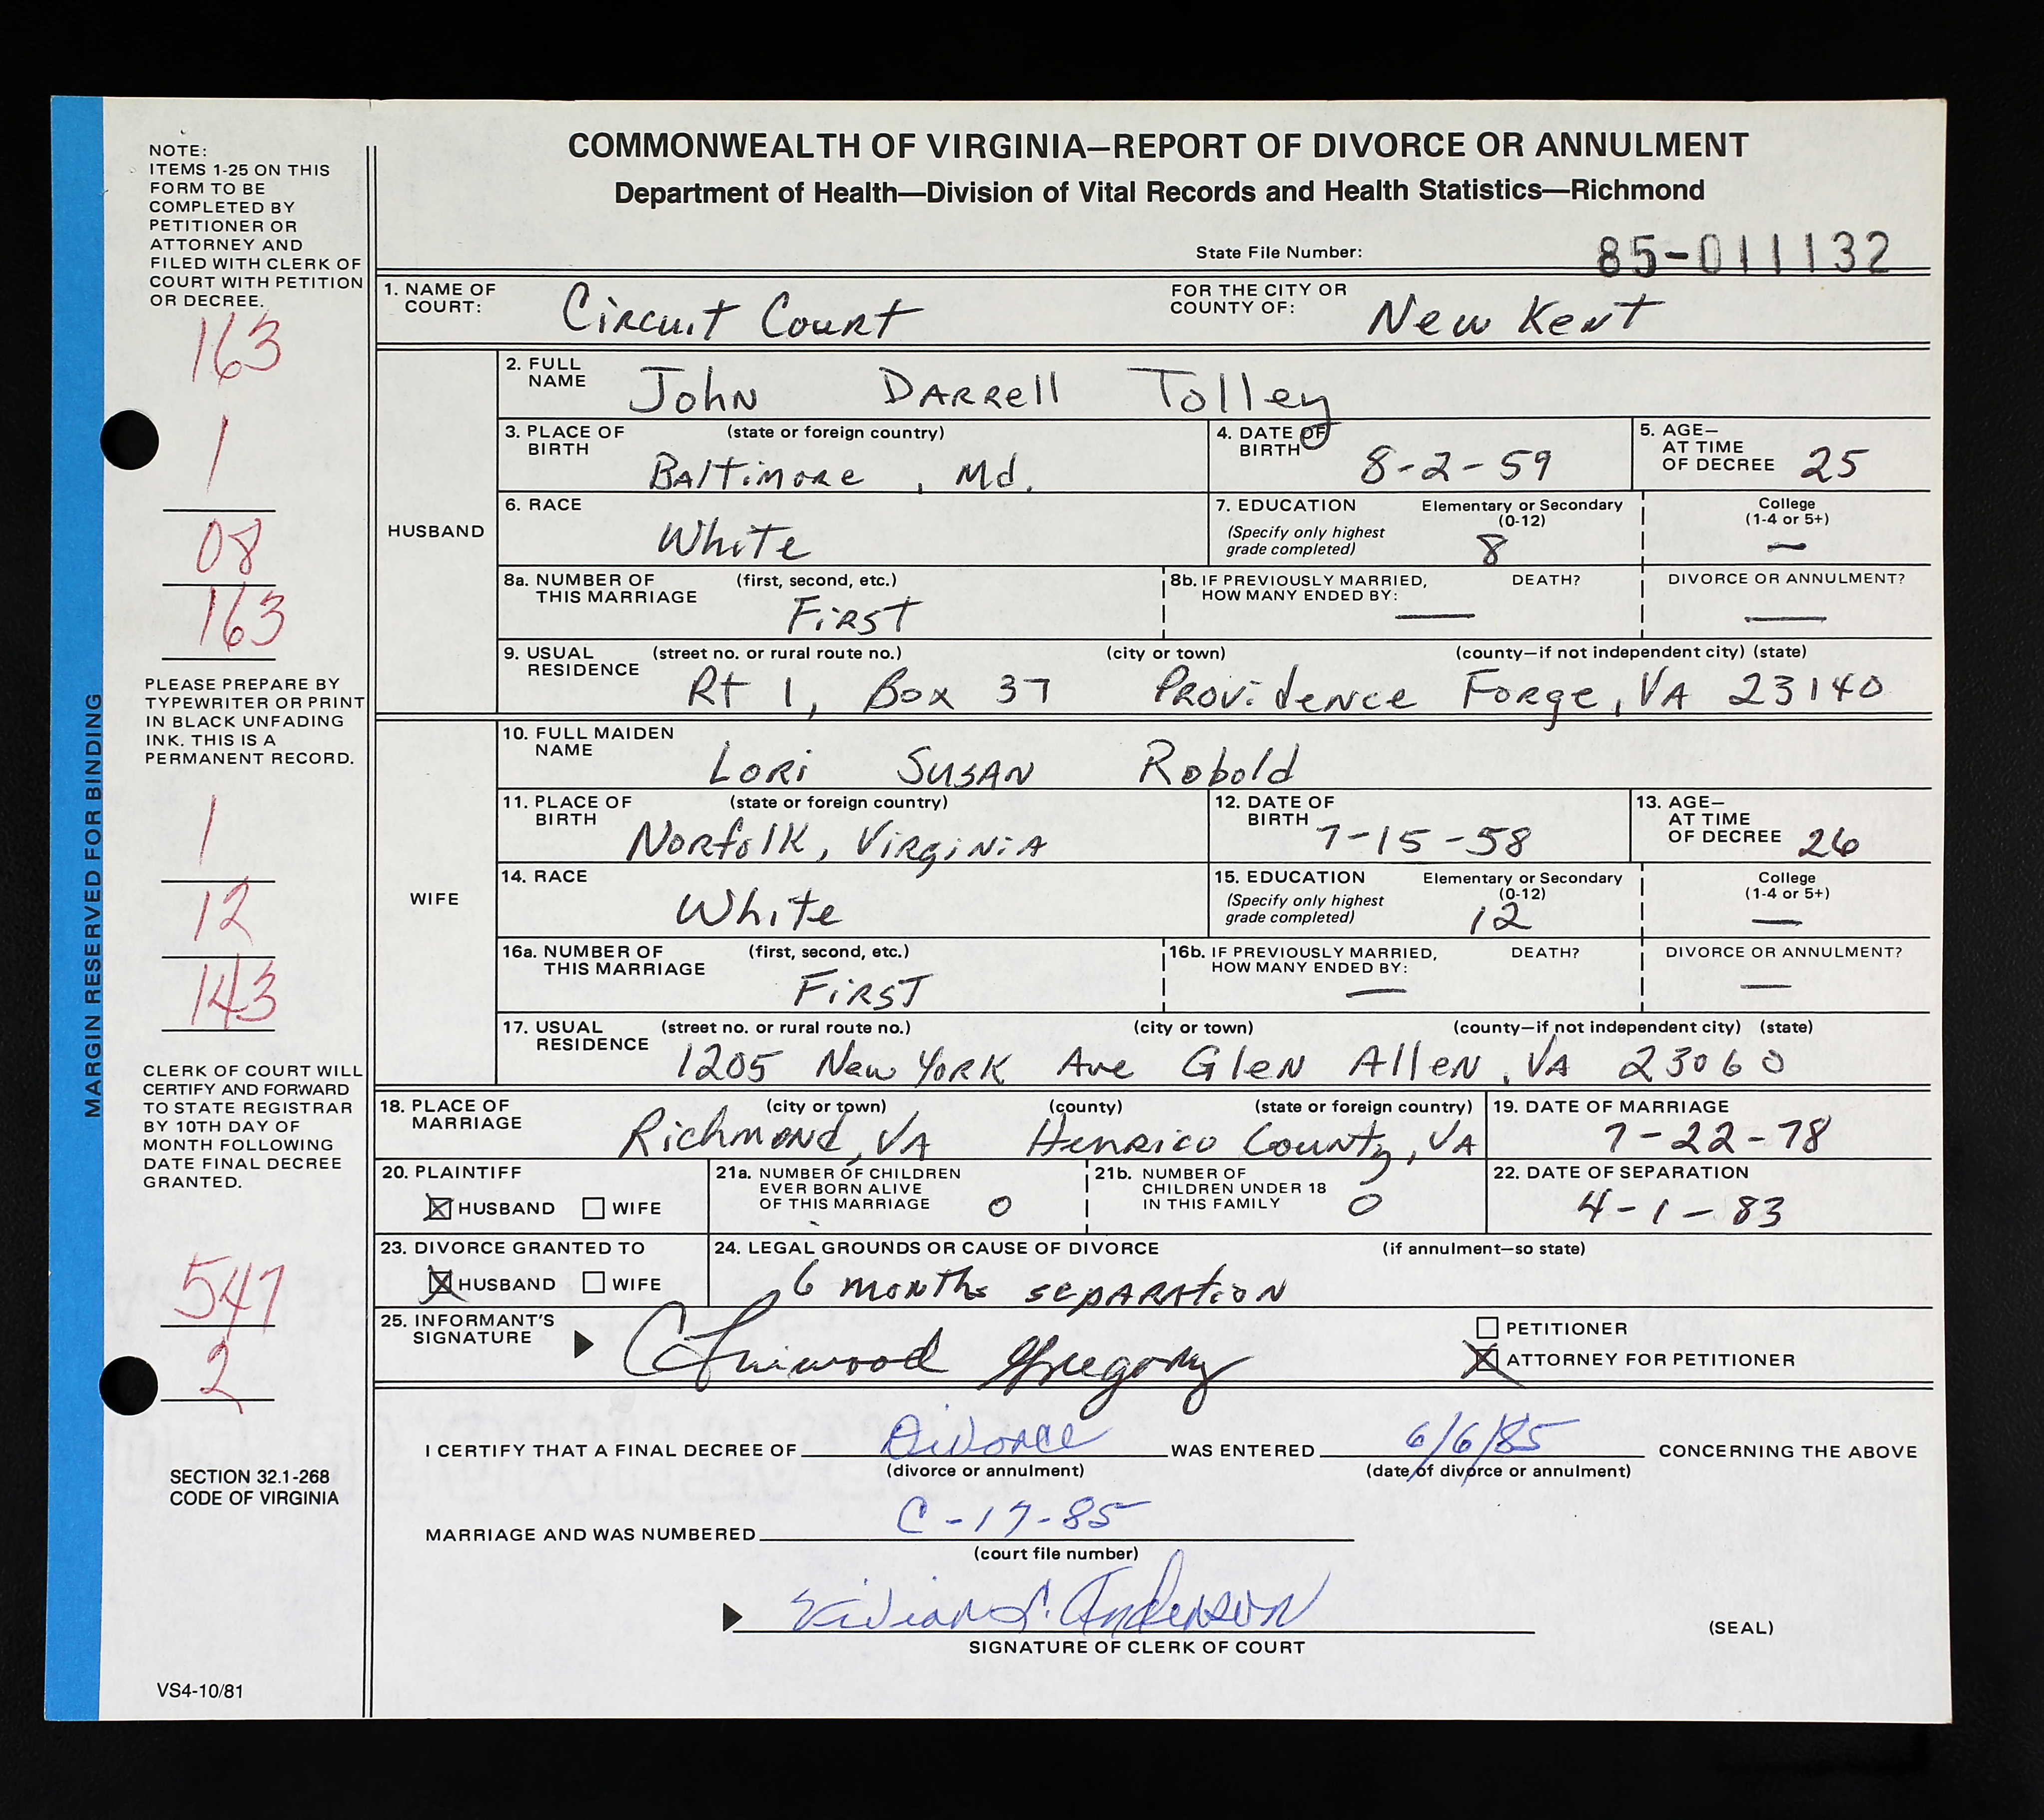 COMMONWEALTH OF VIRGINIA—REPORT OF DIVORCE OR ANNULMENT
Department of Health—Division of Vital Records and Health Statistics—Richmond
State File Number: 85-011132
NOTE:
ITEMS 1-25 ON THIS
FORM TO BE
COMPLETED BY
PETITIONER OR
ATTORNEY AND
FILED WITH CLERK OF
COURT WITH PETITION
OR DECREE.
163
1
08
163
PLEASE PREPARE BY
TYPEWRITER OR PRINT
IN BLACK UNFADING
INK. THIS IS A
PERMANENT RECORD.
1
12
143
CLERK OF COURT WILL
CERTIFY AND FORWARD
TO STATE REGISTRAR
BY 10TH DAY OF
MONTH FOLLOWING
DATE FINAL DECREE
GRANTED.
547
2
SECTION 32.1-268
CODE OF VIRGINIA
VS4-10/81
MARGIN RESERVED FOR BINDING
1. NAME OF COURT: Circuit Court FOR THE CITY OR COUNTY OF: New Kent
HUSBAND
2. FULL NAME John Darrell Tolley
3. PLACE OF BIRTH (state or foreign country) Baltimore, Md.
4. DATE OF BIRTH 8-2-59
5. AGE— AT TIME OF DECREE 25
6. RACE White
7. EDUCATION (Specify only highest grade completed) Elementary or Secondary (0-12) 8 College (1-4 or 5+) —
8a. NUMBER OF THIS MARRIAGE (first, second, etc.) First
8b. IF PREVIOUSLY MARRIED, HOW MANY ENDED BY: DEATH? — DIVORCE OR ANNULMENT? —
9. USUAL RESIDENCE (street no. or rural route no.) (city or town) (county—if not independent city) (state)
Rt 1, Box 37 Providence Forge, VA 23140
WIFE
10. FULL MAIDEN NAME Lori Susan Robold
11. PLACE OF BIRTH (state or foreign country) Norfolk, Virginia
12. DATE OF BIRTH 7-15-58
13. AGE— AT TIME OF DECREE 26
14. RACE White
15. EDUCATION (Specify only highest grade completed) Elementary or Secondary (0-12) 12 College (1-4 or 5+) —
16a. NUMBER OF THIS MARRIAGE (first, second, etc.) First
16b. IF PREVIOUSLY MARRIED, HOW MANY ENDED BY: — DEATH? DIVORCE OR ANNULMENT? —
17. USUAL RESIDENCE (street no. or rural route no.) (city or town) (county—if not independent city) (state)
1205 New York Ave Glen Allen, VA 23060
18. PLACE OF MARRIAGE (city or town) (county) (state or foreign country)
Richmond, VA Henrico County, VA
19. DATE OF MARRIAGE 7-22-78
20. PLAINTIFF ☒ HUSBAND ☐ WIFE
21a. NUMBER OF CHILDREN EVER BORN ALIVE OF THIS MARRIAGE 0
21b. NUMBER OF CHILDREN UNDER 18 IN THIS FAMILY 0
22. DATE OF SEPARATION 4-1-83
23. DIVORCE GRANTED TO ☒ HUSBAND ☐ WIFE
24. LEGAL GROUNDS OR CAUSE OF DIVORCE (if annulment—so state)
6 months separation
25. INFORMANT'S SIGNATURE C Linwood Gregory
☐ PETITIONER
☒ ATTORNEY FOR PETITIONER
I CERTIFY THAT A FINAL DECREE OF Divorce WAS ENTERED 6/6/85 CONCERNING THE ABOVE
(divorce or annulment) (date of divorce or annulment)
MARRIAGE AND WAS NUMBERED C-17-85
(court file number)
Vivian L. Anderson
SIGNATURE OF CLERK OF COURT
(SEAL)